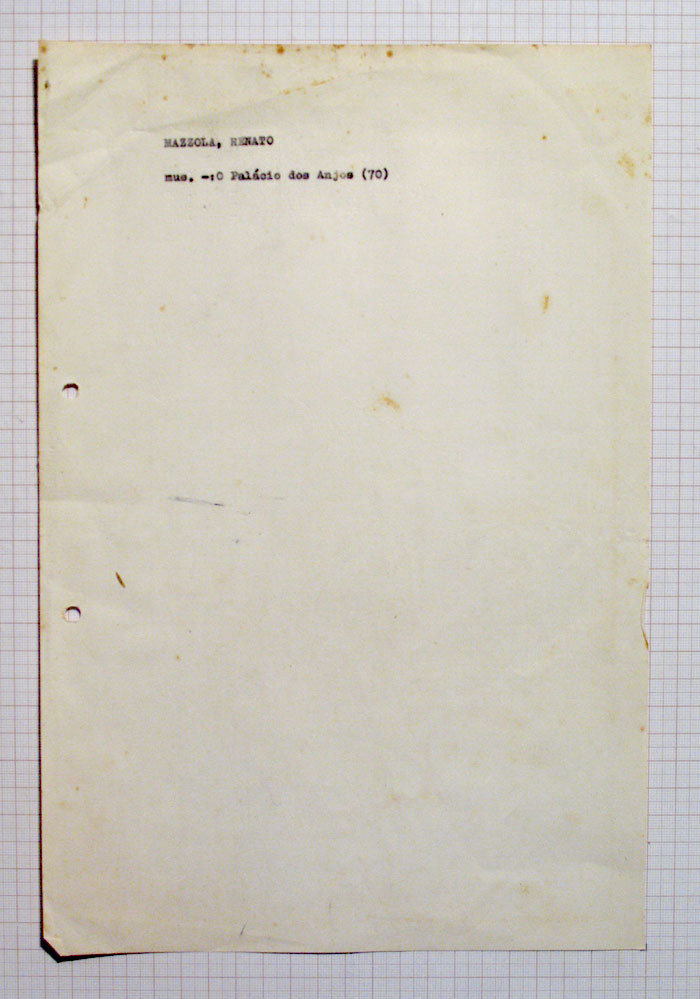 MAZZOLA, RENATO
mus. -:O Palácio dos Anjos (70)